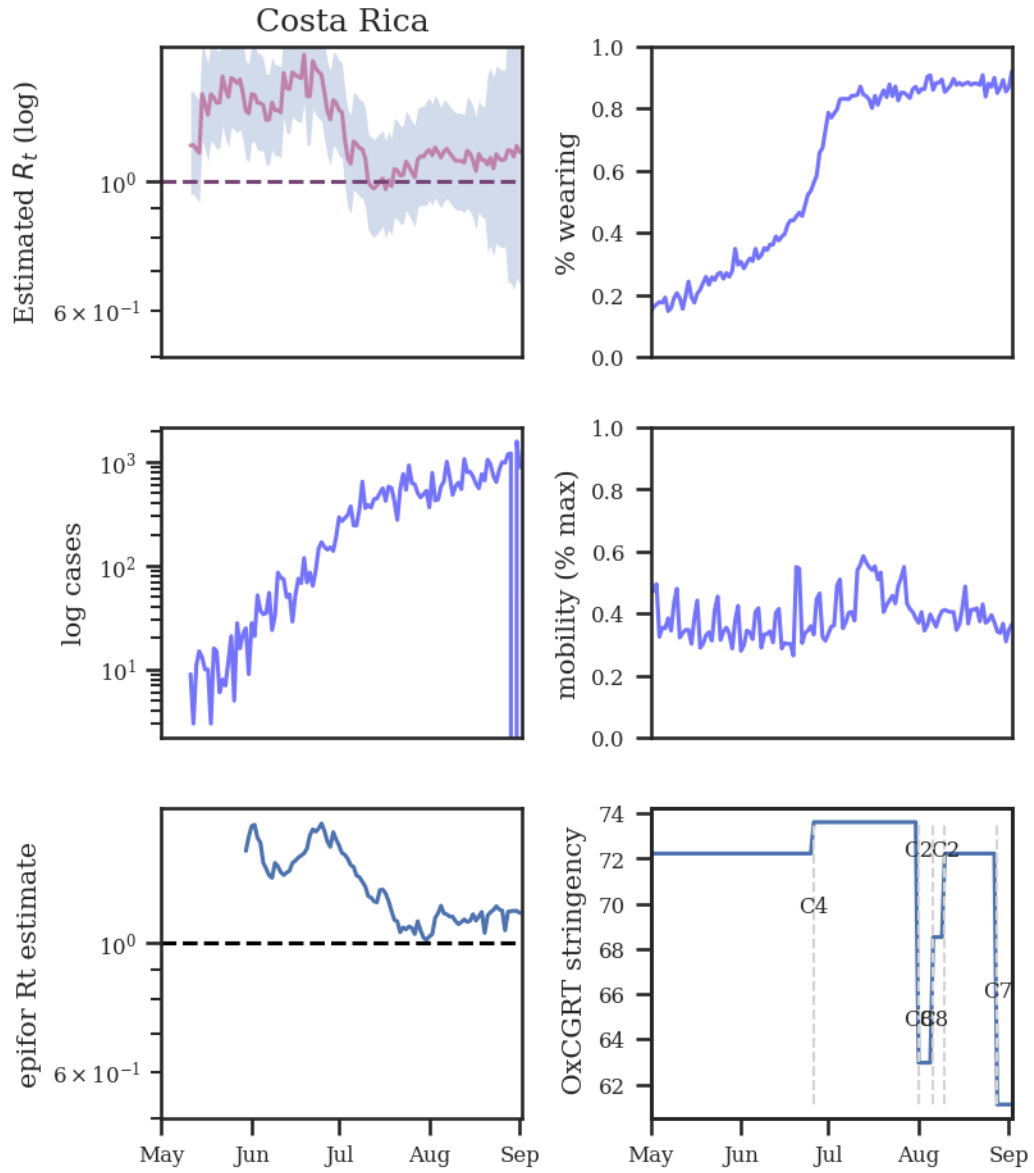 Costa Rica
Estimated R_t (log)
10^0
6 × 10^−1
% wearing
1.0
0.8
0.6
0.4
0.2
0.0
log cases
10^3
10^2
10^1
mobility (% max)
1.0
0.8
0.6
0.4
0.2
0.0
epifor Rt estimate
10^0
6 × 10^−1
May Jun Jul Aug Sep
OxCGRT stringency
74
72
70
68
66
64
62
C4
C2
C2
C8
C7
May Jun Jul Aug Sep